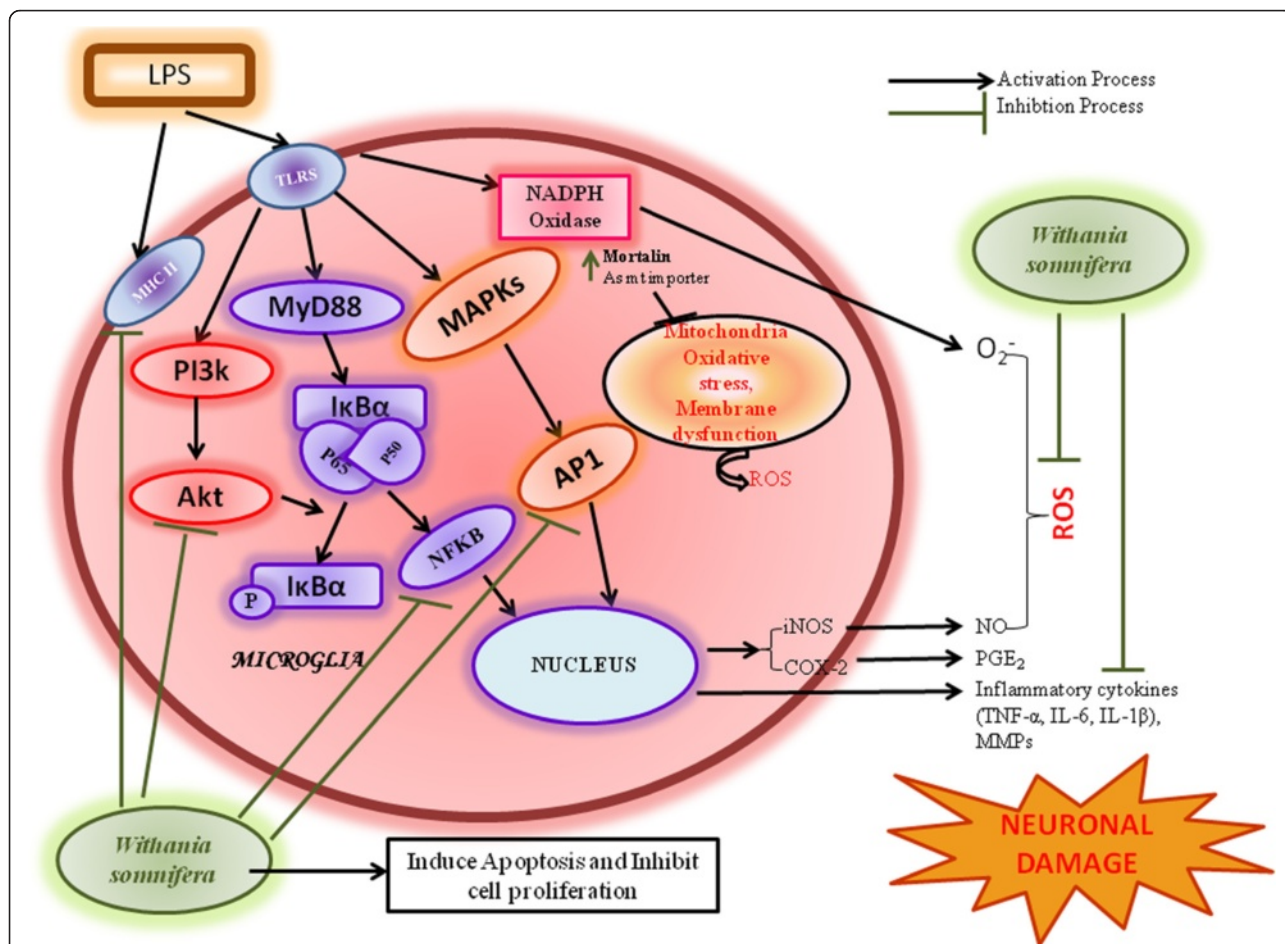 LPS
Activation Process
Inhibtion Process
TLRS
NADPH
Oxidase
Withania
somnifera
MHC II
Mortalin
As mt importer
MyD88
MAPKs
Mitochondria
Oxidative
stress,
Membrane
dysfunction
O₂⁻
PI3k
IκBα
P65
P50
AP1
ROS
Akt
ROS
NFKB
IκBα
P
MICROGLIA
NUCLEUS
iNOS
NO
COX-2
PGE₂
Inflammatory cytokines
(TNF-α, IL-6, IL-1β),
MMPs
Withania
somnifera
Induce Apoptosis and Inhibit
cell proliferation
NEURONAL
DAMAGE